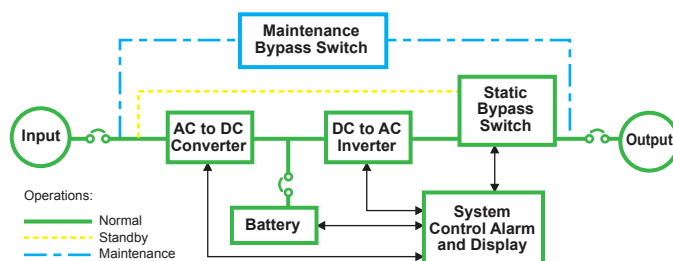 Maintenance
Bypass Switch
Static
Bypass
Switch
Input
AC to DC
Converter
DC to AC
Inverter
Output
Operations:
Normal
Standby
Maintenance
Battery
System
Control Alarm
and Display